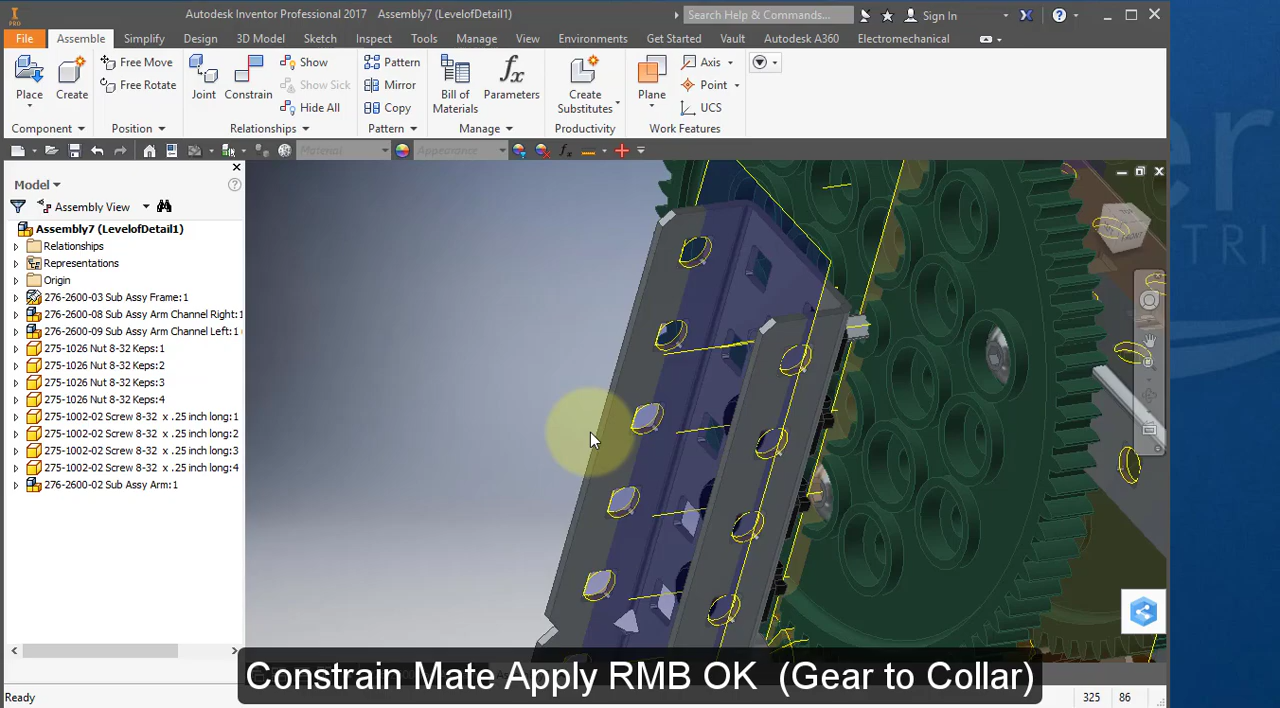 Autodesk Inventor Professional 2017 Assembly7 (LevelofDetail1)
Search Help & Commands...
Sign In
PRO
File
Assemble
Simplify
Design
3D Model
Sketch
Inspect
Tools
Manage
View
Environments
Get Started
Vault
Autodesk A360
Electromechanical
Place
Create
Free Move
Free Rotate
Joint
Constrain
Show
Show Sick
Hide All
Pattern
Mirror
Copy
Bill of
Materials
fx
Parameters
Create
Substitutes
Plane
Axis
Point
UCS
Component
Position
Relationships
Pattern
Manage
Productivity
Work Features
Material
Appearance
fx
Model
Assembly View
Assembly7 (LevelofDetail1)
Relationships
Representations
Origin
276-2600-03 Sub Assy Frame:1
276-2600-08 Sub Assy Arm Channel Right:1
276-2600-09 Sub Assy Arm Channel Left:1
275-1026 Nut 8-32 Keps:1
275-1026 Nut 8-32 Keps:2
275-1026 Nut 8-32 Keps:3
275-1026 Nut 8-32 Keps:4
275-1002-02 Screw 8-32 x .25 inch long:1
275-1002-02 Screw 8-32 x .25 inch long:2
275-1002-02 Screw 8-32 x .25 inch long:3
275-1002-02 Screw 8-32 x .25 inch long:4
276-2600-02 Sub Assy Arm:1
FRONT
Constrain Mate Apply RMB OK (Gear to Collar)
Ready
325 86